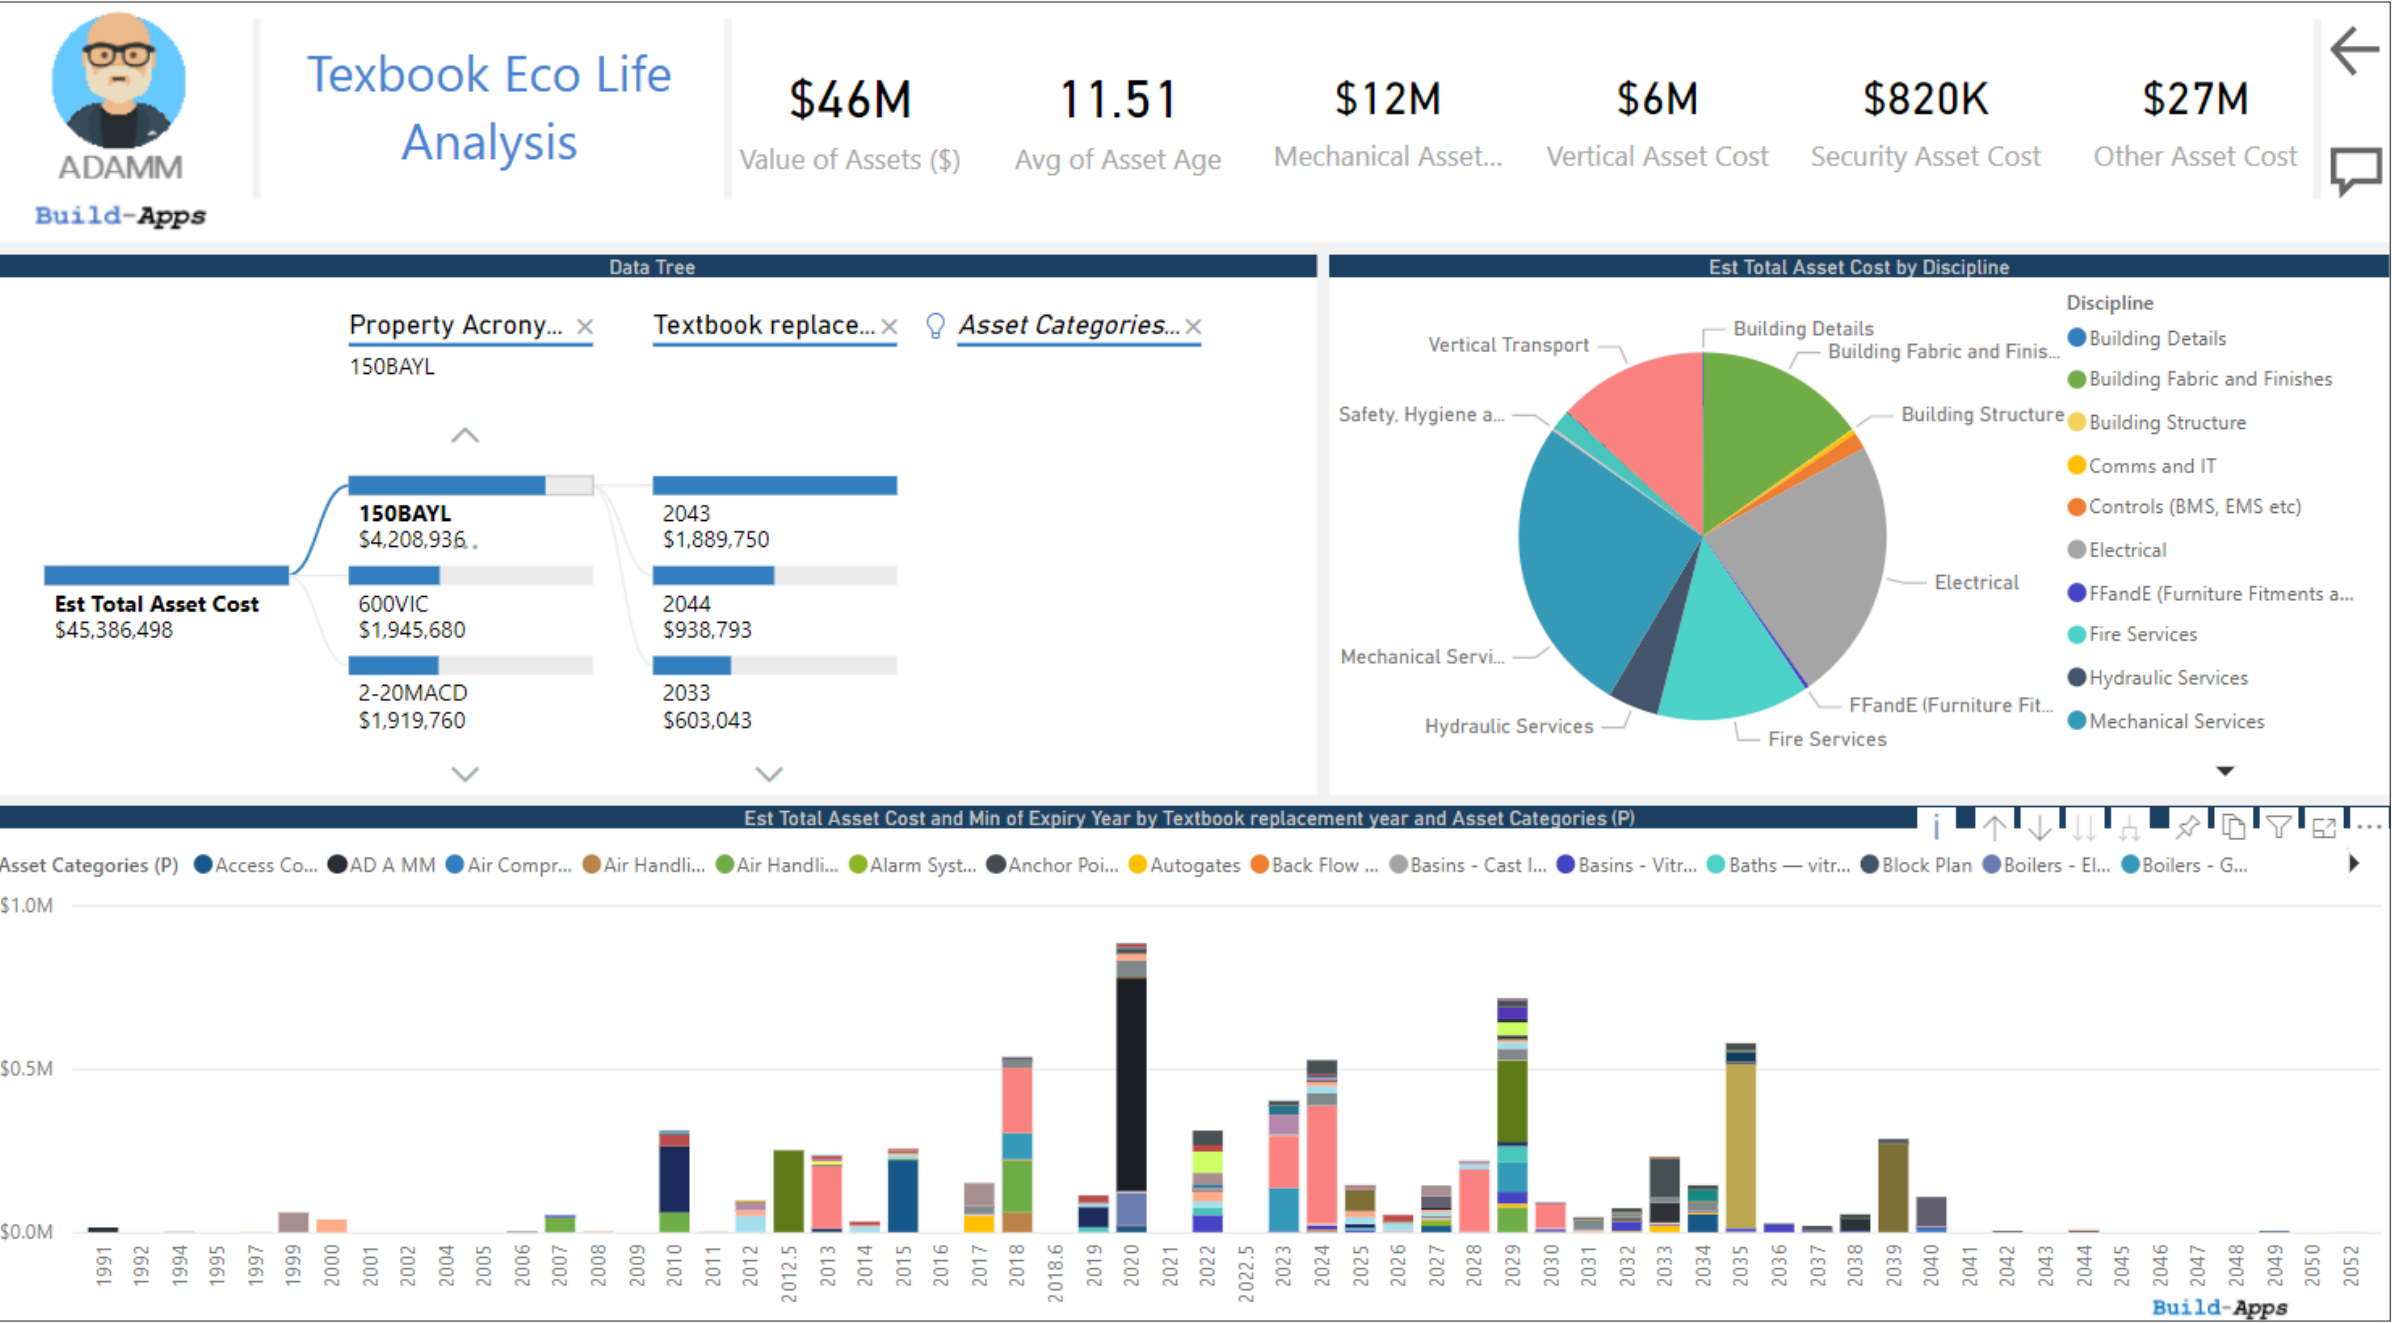 ADAMM
Build-Apps
Texbook Eco Life
Analysis
$46M
Value of Assets ($)
11.51
Avg of Asset Age
$12M
Mechanical Asset...
$6M
Vertical Asset Cost
$820K
Security Asset Cost
$27M
Other Asset Cost
Data Tree
Property Acrony...
Textbook replace...
Asset Categories...
150BAYL
Est Total Asset Cost
$45,386,498
150BAYL
$4,208,936
600VIC
$1,945,680
2-20MACD
$1,919,760
2043
$1,889,750
2044
$938,793
2033
$603,043
Est Total Asset Cost by Discipline
Building Details
Building Fabric and Finis...
Building Structure
Electrical
FFandE (Furniture Fit...
Fire Services
Hydraulic Services
Mechanical Servi...
Safety, Hygiene a...
Vertical Transport
Discipline
Building Details
Building Fabric and Finishes
Building Structure
Comms and IT
Controls (BMS, EMS etc)
Electrical
FFandE (Furniture Fitments a...
Fire Services
Hydraulic Services
Mechanical Services
Est Total Asset Cost and Min of Expiry Year by Textbook replacement year and Asset Categories (P)
Asset Categories (P) Access Co... AD A MM Air Compr... Air Handli... Air Handli... Alarm Syst... Anchor Poi... Autogates Back Flow ... Basins - Cast I... Basins - Vitr... Baths — vitr... Block Plan Boilers - El... Boilers - G...
$1.0M
$0.5M
$0.0M
1991 1992 1994 1995 1997 1999 2000 2001 2002 2004 2005 2006 2007 2008 2009 2010 2011 2012 2012.5 2013 2014 2015 2016 2017 2018 2018.6 2019 2020 2021 2022 2022.5 2023 2024 2025 2026 2027 2028 2029 2030 2031 2032 2033 2034 2035 2036 2037 2038 2039 2040 2041 2042 2043 2044 2045 2046 2047 2048 2049 2050 2052
Build-Apps